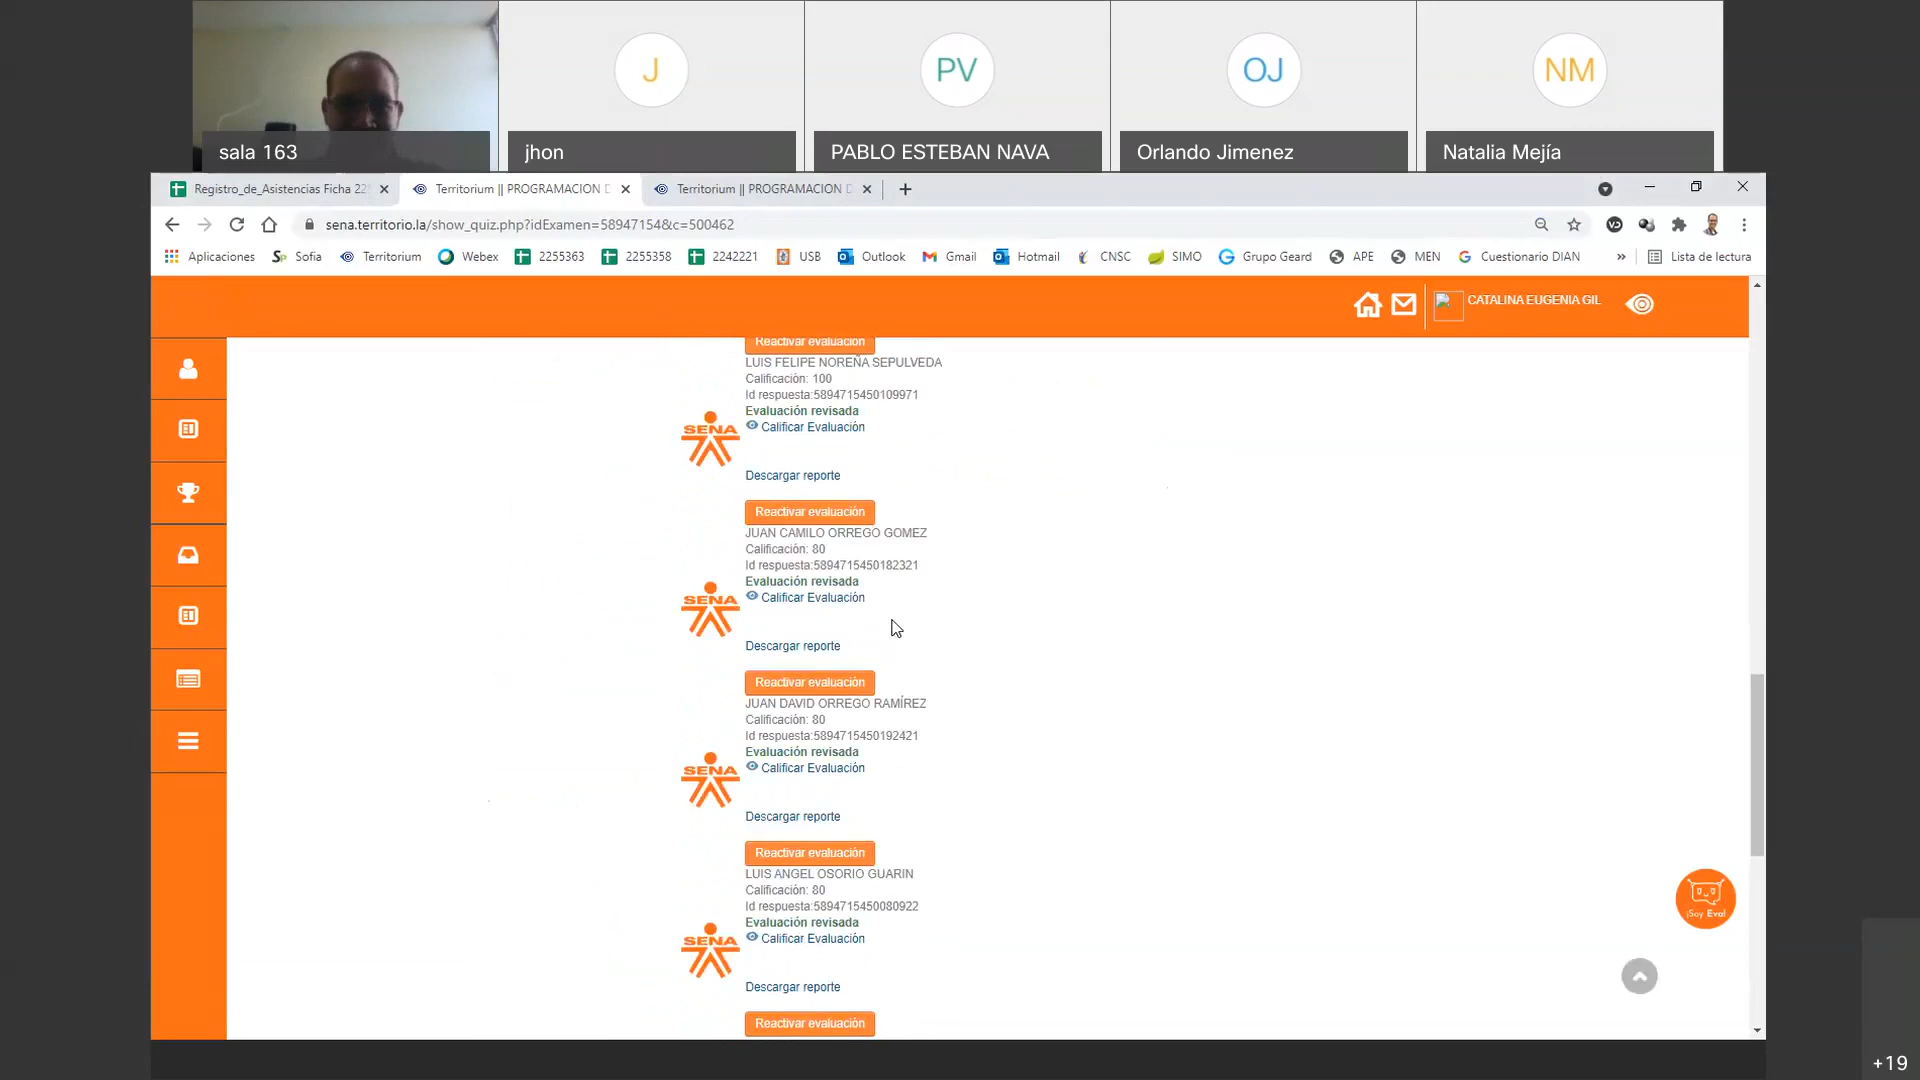 J
PV
OJ
NM
sala 163
jhon
PABLO ESTEBAN NAVA
Orlando Jimenez
Natalia Mejía
Registro_de_Asistencias Ficha 22
Territorium || PROGRAMACION D
Territorium || PROGRAMACION D
sena.territorio.la/show_quiz.php?idExamen=58947154&c=500462
Aplicaciones
Sofia
Territorium
Webex
2255363
2255358
2242221
USB
Outlook
Gmail
Hotmail
CNSC
SIMO
Grupo Geard
APE
MEN
Cuestionario DIAN
»
Lista de lectura
CATALINA EUGENIA GIL
Reactivar evaluación
LUIS FELIPE NOREÑA SEPULVEDA
Calificación: 100
Id respuesta:5894715450109971
Evaluación revisada
Calificar Evaluación
SENA
Descargar reporte
Reactivar evaluación
JUAN CAMILO ORREGO GOMEZ
Calificación: 80
Id respuesta:5894715450182321
Evaluación revisada
Calificar Evaluación
SENA
Descargar reporte
Reactivar evaluación
JUAN DAVID ORREGO RAMÍREZ
Calificación: 80
Id respuesta:5894715450192421
Evaluación revisada
Calificar Evaluación
SENA
Descargar reporte
Reactivar evaluación
LUIS ANGEL OSORIO GUARIN
Calificación: 80
Id respuesta:5894715450080922
Evaluación revisada
Calificar Evaluación
SENA
Descargar reporte
Reactivar evaluación
¡Soy Eva!
+19